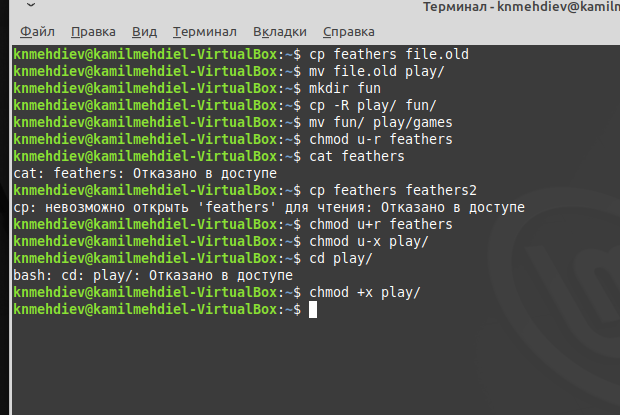 Терминал - knmehdiev@kamilm
Файл Правка Вид Терминал Вкладки Справка
knmehdiev@kamilmehdiel-VirtualBox:~$ cp feathers file.old
knmehdiev@kamilmehdiel-VirtualBox:~$ mv file.old play/
knmehdiev@kamilmehdiel-VirtualBox:~$ mkdir fun
knmehdiev@kamilmehdiel-VirtualBox:~$ cp -R play/ fun/
knmehdiev@kamilmehdiel-VirtualBox:~$ mv fun/ play/games
knmehdiev@kamilmehdiel-VirtualBox:~$ chmod u-r feathers
knmehdiev@kamilmehdiel-VirtualBox:~$ cat feathers
cat: feathers: Отказано в доступе
knmehdiev@kamilmehdiel-VirtualBox:~$ cp feathers feathers2
cp: невозможно открыть 'feathers' для чтения: Отказано в доступе
knmehdiev@kamilmehdiel-VirtualBox:~$ chmod u+r feathers
knmehdiev@kamilmehdiel-VirtualBox:~$ chmod u-x play/
knmehdiev@kamilmehdiel-VirtualBox:~$ cd play/
bash: cd: play/: Отказано в доступе
knmehdiev@kamilmehdiel-VirtualBox:~$ chmod +x play/
knmehdiev@kamilmehdiel-VirtualBox:~$